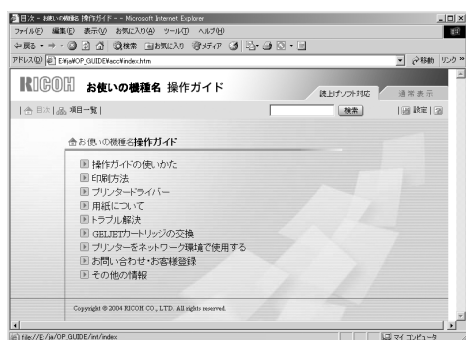 目次 - お使いの機種名 操作ガイド - - Microsoft Internet Explorer
ファイル(F) 編集(E) 表示(V) お気に入り(A) ツール(T) ヘルプ(H)
戻る 検索 お気に入り メディア
アドレス(D) E:¥ja¥OP_GUIDE¥acc¥index.htm 移動 リンク »
RICOH お使いの機種名 操作ガイド 読上げソフト対応 通常表示
目次 | 項目一覧 | 検索 | 設定 |
お使いの機種名操作ガイド
操作ガイドの使いかた
印刷方法
プリンタードライバー
用紙について
トラブル解決
GELJETカートリッジの交換
プリンターをネットワーク環境で使用する
お問い合わせ・お客様登録
その他の情報
Copyright © 2004 RICOH CO., LTD. All rights reserved.
file://E:/ja/OP_GUIDE/int/index マイ コンピュータ